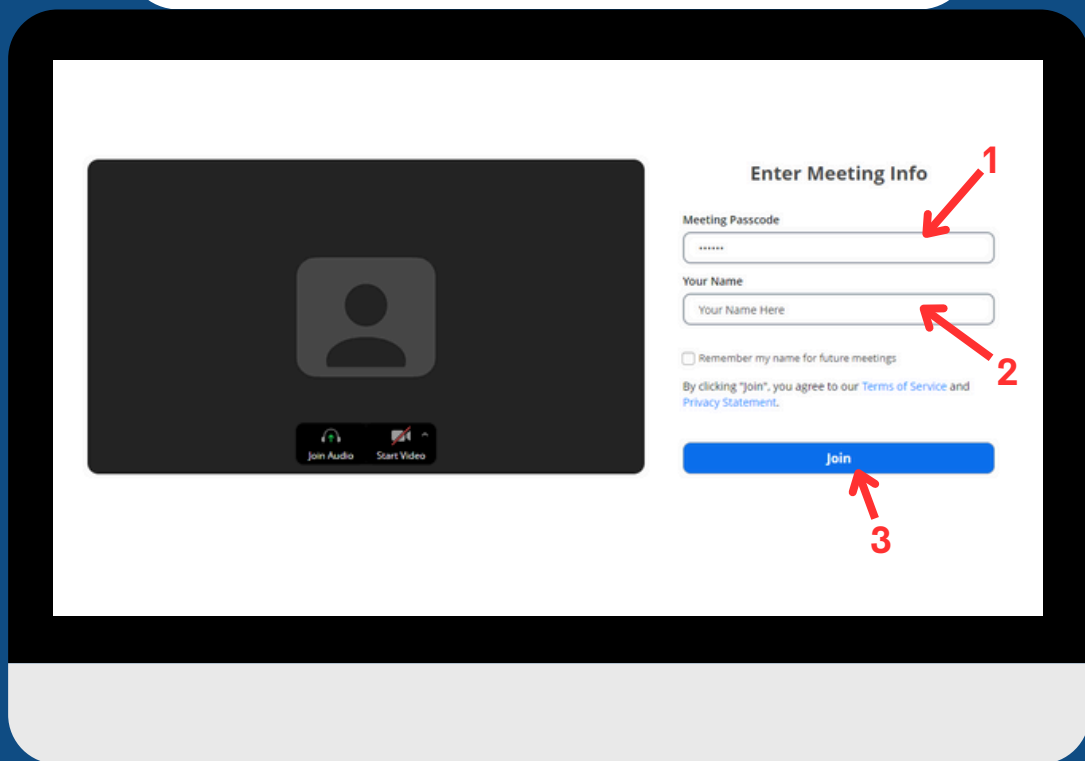 Enter Meeting Info
1
Meeting Passcode
······
Your Name
Your Name Here
2
Remember my name for future meetings
By clicking "Join", you agree to our Terms of Service and
Privacy Statement.
Join Audio
Start Video
Join
3